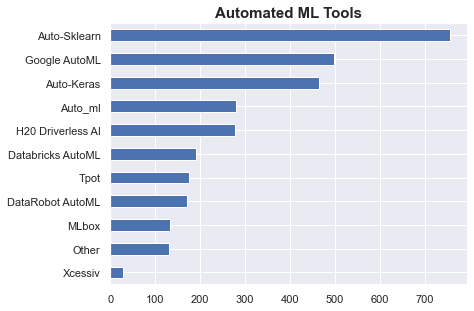 Automated ML Tools
Auto-Sklearn
Google AutoML
Auto-Keras
Auto_ml
H20 Driverless AI
Databricks AutoML
Tpot
DataRobot AutoML
MLbox
Other
Xcessiv
0 100 200 300 400 500 600 700